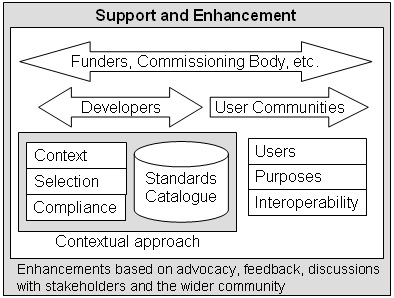 Support and Enhancement
Funders, Commissioning Body, etc.
Developers
User Communities
Context
Selection
Compliance
Standards
Catalogue
Users
Purposes
Interoperability
Contextual approach
Enhancements based on advocacy, feedback, discussions
with stakeholders and the wider community